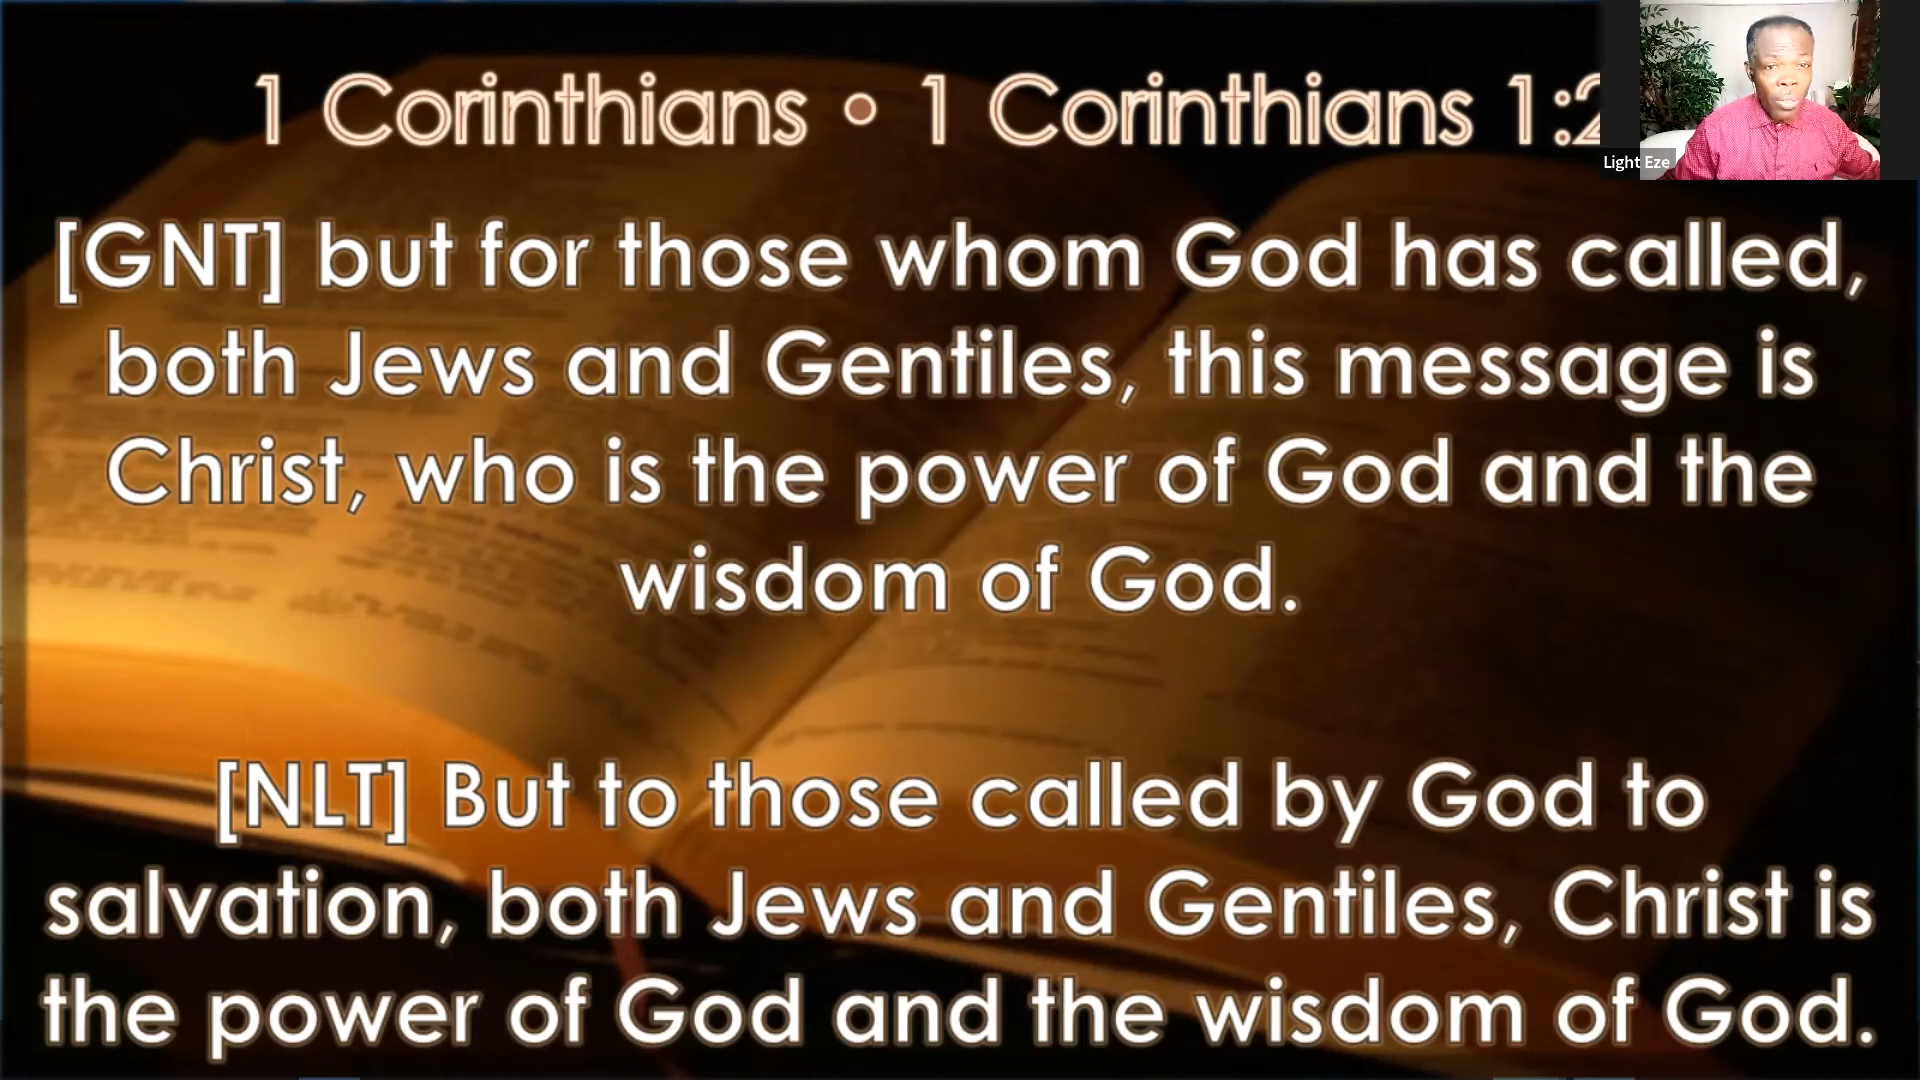 1 Corinthians • 1 Corinthians 1:2
Light Eze
[GNT] but for those whom God has called,
both Jews and Gentiles, this message is
Christ, who is the power of God and the
wisdom of God.
[NLT] But to those called by God to
salvation, both Jews and Gentiles, Christ is
the power of God and the wisdom of God.